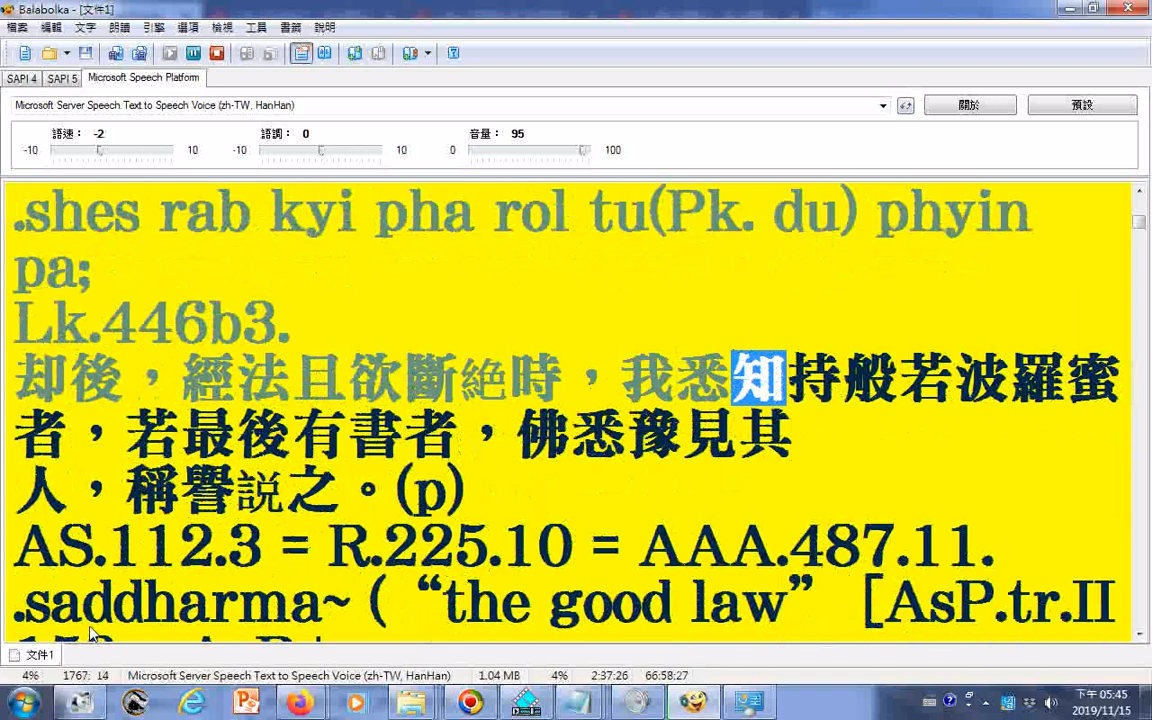 Balabolka - [文件1]
檔案 編輯 文字 朗讀 引擎 選項 檢視 工具 書籤 說明
SAPI 4 SAPI 5 Microsoft Speech Platform
Microsoft Server Speech Text to Speech Voice (zh-TW, HanHan) 關於 預設
語速： -2 語調： 0 音量： 95
-10 10 -10 10 0 100
.shes rab kyi pha rol tu(Pk. du) phyin
pa;
Lk.446b3.
却後，經法且欲斷絶時，我悉知持般若波羅蜜
者，若最後有書者，佛悉豫見其
人，稱譽説之。(p)
AS.112.3 = R.225.10 = AAA.487.11.
.saddharma~ (“the good law” [AsP.tr.II
文件1
4% 1767: 14 Microsoft Server Speech Text to Speech Voice (zh-TW, HanHan) 1.04 MB 4% 2:37:26 66:58:27
下午 05:45
2019/11/15